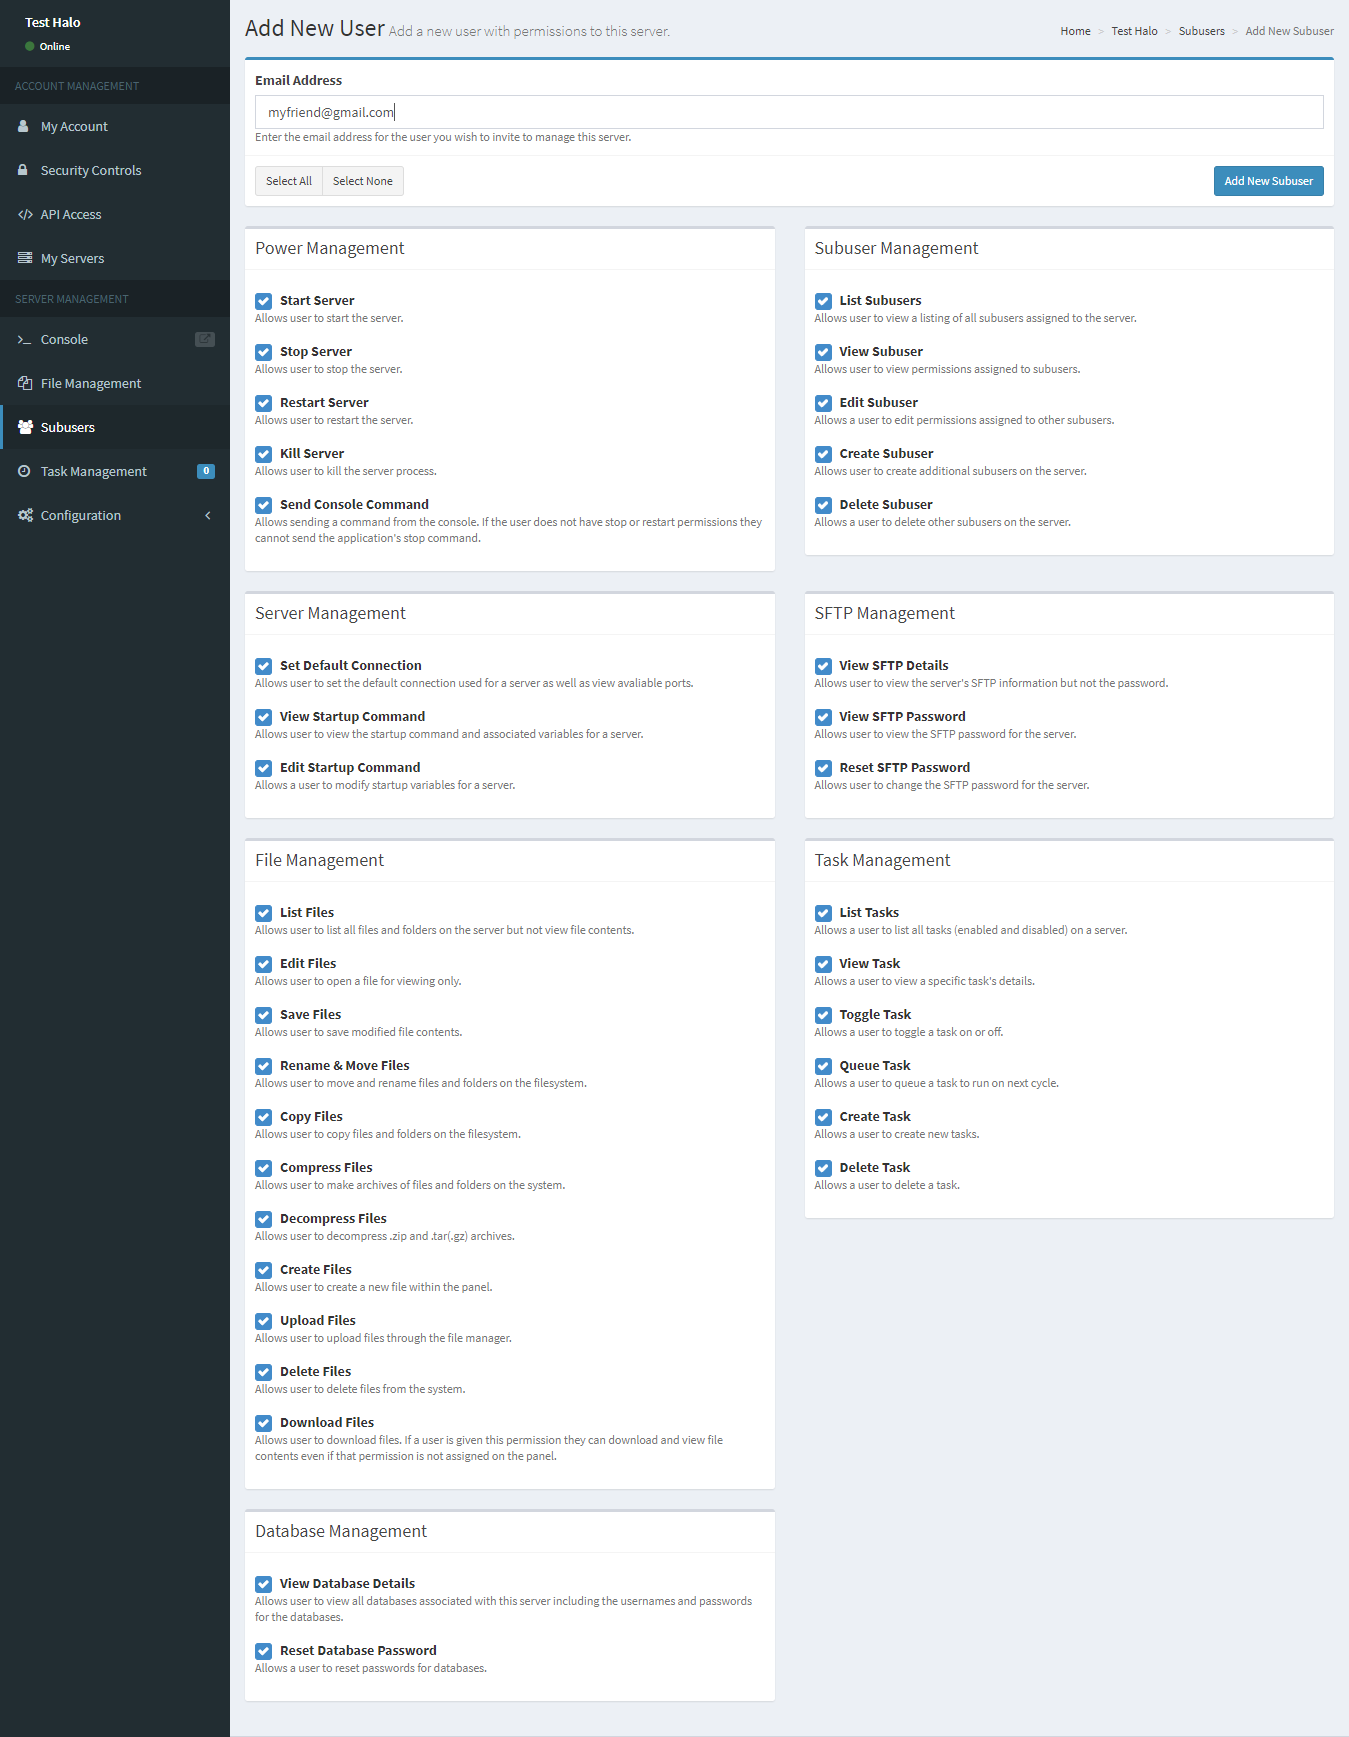 Test Halo
Online
ACCOUNT MANAGEMENT
My Account
Security Controls
API Access
My Servers
SERVER MANAGEMENT
Console
File Management
Subusers
Task Management 0
Configuration
Add New User Add a new user with permissions to this server.
Home > Test Halo > Subusers > Add New Subuser
Email Address
myfriend@gmail.com
Enter the email address for the user you wish to invite to manage this server.
Select All Select None
Add New Subuser
Power Management
Start Server
Allows user to start the server.
Stop Server
Allows user to stop the server.
Restart Server
Allows user to restart the server.
Kill Server
Allows user to kill the server process.
Send Console Command
Allows sending a command from the console. If the user does not have stop or restart permissions they
cannot send the application's stop command.
Subuser Management
List Subusers
Allows user to view a listing of all subusers assigned to the server.
View Subuser
Allows user to view permissions assigned to subusers.
Edit Subuser
Allows a user to edit permissions assigned to other subusers.
Create Subuser
Allows user to create additional subusers on the server.
Delete Subuser
Allows a user to delete other subusers on the server.
Server Management
Set Default Connection
Allows user to set the default connection used for a server as well as view avaliable ports.
View Startup Command
Allows user to view the startup command and associated variables for a server.
Edit Startup Command
Allows a user to modify startup variables for a server.
SFTP Management
View SFTP Details
Allows user to view the server's SFTP information but not the password.
View SFTP Password
Allows user to view the SFTP password for the server.
Reset SFTP Password
Allows user to change the SFTP password for the server.
File Management
List Files
Allows user to list all files and folders on the server but not view file contents.
Edit Files
Allows user to open a file for viewing only.
Save Files
Allows user to save modified file contents.
Rename & Move Files
Allows user to move and rename files and folders on the filesystem.
Copy Files
Allows user to copy files and folders on the filesystem.
Compress Files
Allows user to make archives of files and folders on the system.
Decompress Files
Allows user to decompress .zip and .tar(.gz) archives.
Create Files
Allows user to create a new file within the panel.
Upload Files
Allows user to upload files through the file manager.
Delete Files
Allows user to delete files from the system.
Download Files
Allows user to download files. If a user is given this permission they can download and view file
contents even if that permission is not assigned on the panel.
Task Management
List Tasks
Allows a user to list all tasks (enabled and disabled) on a server.
View Task
Allows a user to view a specific task's details.
Toggle Task
Allows a user to toggle a task on or off.
Queue Task
Allows a user to queue a task to run on next cycle.
Create Task
Allows a user to create new tasks.
Delete Task
Allows a user to delete a task.
Database Management
View Database Details
Allows user to view all databases associated with this server including the usernames and passwords
for the databases.
Reset Database Password
Allows a user to reset passwords for databases.